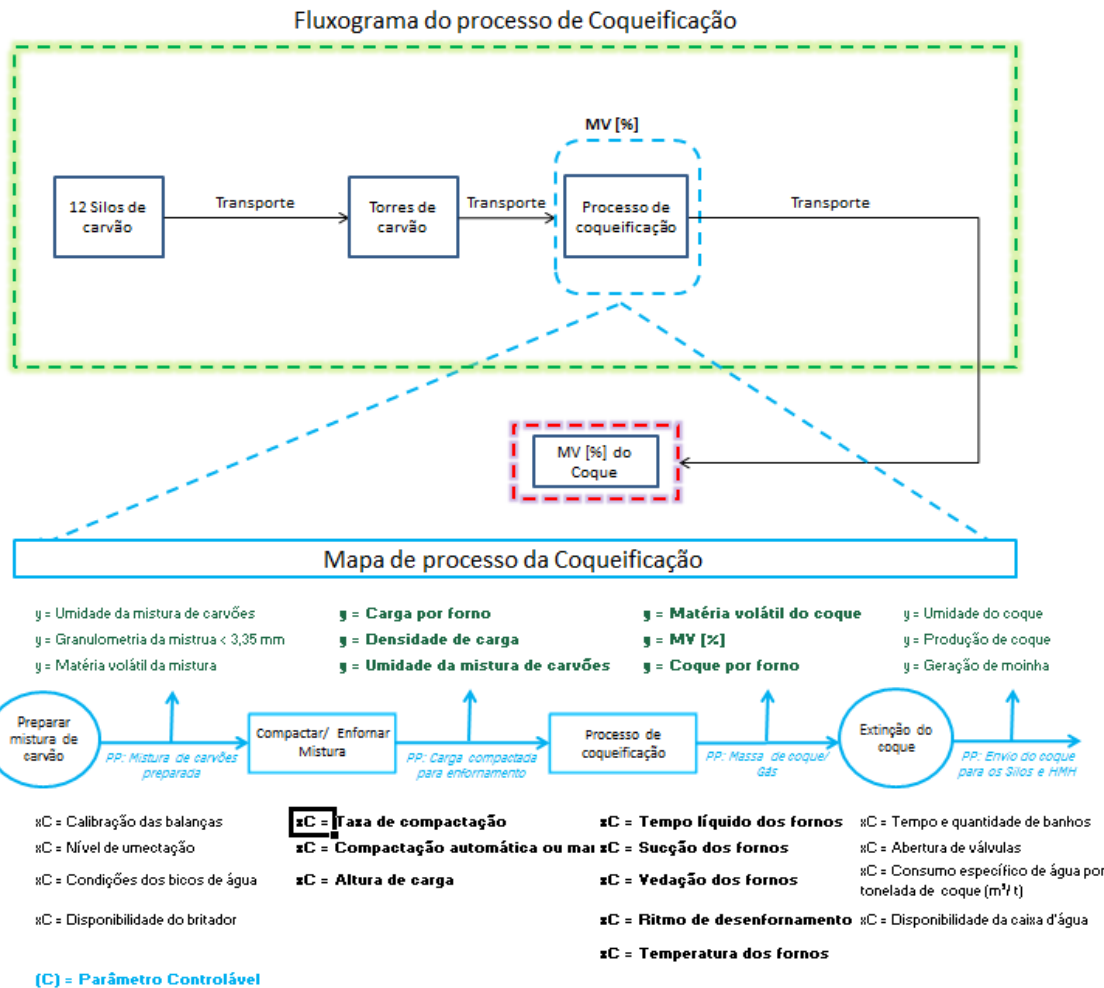 Fluxograma do processo de Coqueificação
MV [%]
12 Silos de
carvão
Transporte
Torres de
carvão
Transporte
Processo de
coqueificação
Transporte
MV [%] do
Coque
Mapa de processo da Coqueificação
y = Umidade da mistura de carvões
y = Granulometria da mistrua < 3,35 mm
y = Matéria volátil da mistura
y = Carga por forno
y = Densidade de carga
y = Umidade da mistura de carvões
y = Matéria volátil do coque
y = MV [%]
y = Coque por forno
y = Umidade do coque
y = Produção de coque
y = Geração de moinha
Preparar
mistura de
carvão
PP: Mistura de carvões
preparada
Compactar/ Enfornar
Mistura
PP: Carga compactada
para enfornamento
Processo de
coqueificação
PP: Massa de coque/
Gás
Extinção do
coque
PP: Envio do coque
para os Silos e HMH
xC = Calibração das balanças
xC = Nível de umectação
xC = Condições dos bicos de água
xC = Disponibilidade do britador
xC = Taxa de compactação
xC = Compactação automática ou
xC = Altura de carga
xC = Tempo líquido dos fornos
xC = Sucção dos fornos
xC = Vedação dos fornos
xC = Ritmo de desenfornamento
xC = Temperatura dos fornos
xC = Tempo e quantidade de banhos
xC = Abertura de válvulas
xC = Consumo específico de água por
tonelada de coque (m³/ t)
xC = Disponibilidade da caixa d'água
(C) = Parâmetro Controlável